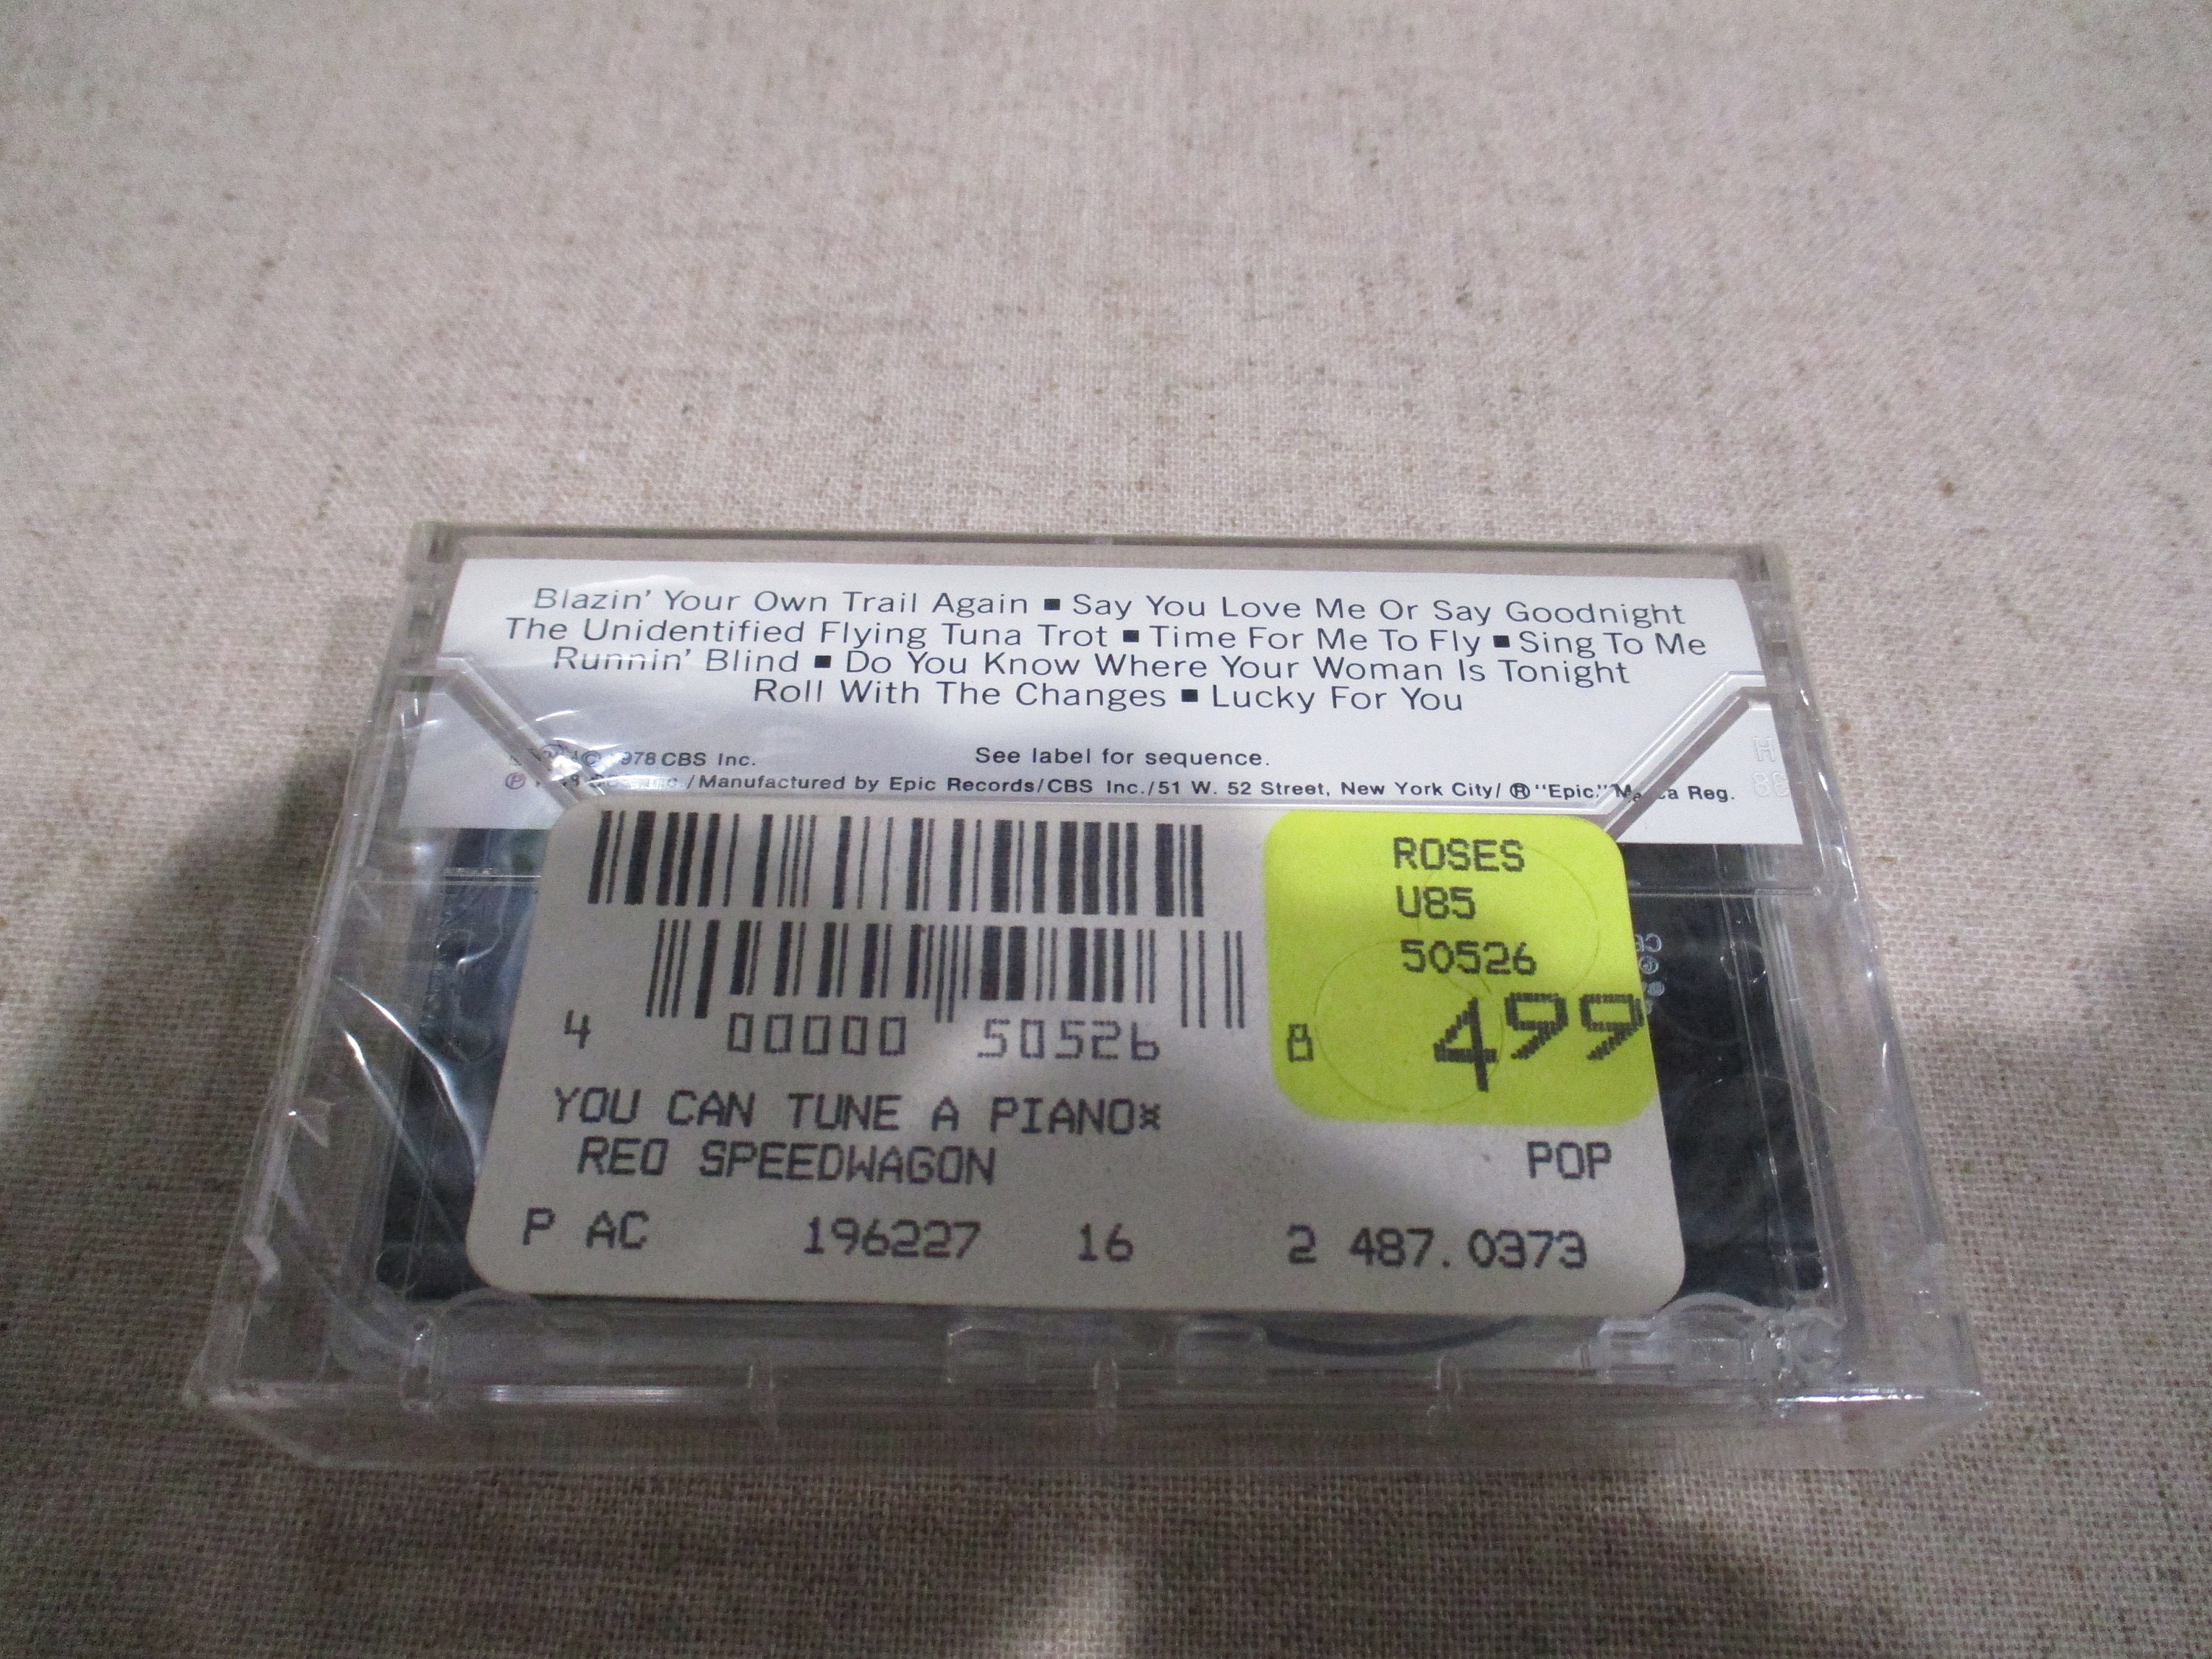 Blazin' Your Own Trail Again ■ Say You Love Me Or Say Goodnight
The Unidentified Flying Tuna Trot ■ Time For Me To Fly ■ Sing To Me
Runnin' Blind ■ Do You Know Where Your Woman Is Tonight
Roll With The Changes ■ Lucky For You
© 1978 CBS Inc.
See label for sequence.
℗ Inc./Manufactured by Epic Records/CBS Inc./51 W. 52 Street, New York City/ ® "Epic," Marca Reg.
ROSES
U85
50526
8 4.99
4 00000 50526
YOU CAN TUNE A PIANO*
REO SPEEDWAGON
POP
P AC 196227 16 2 487.0373